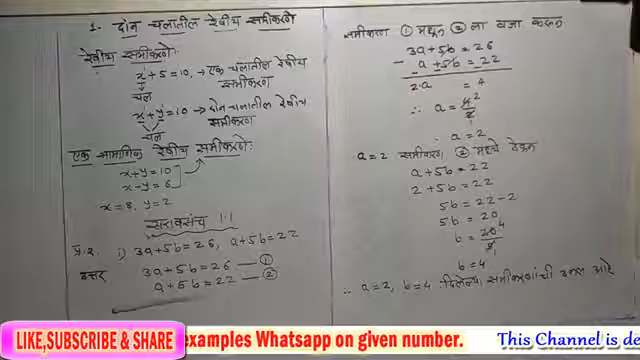 1. दोन चलातील रेषीय समीकरणे
रेषीय समीकरणे:
x + 5 = 10, → एक चलातील रेषीय समीकरण
चल
x + y = 10 → दोन चलातील रेषीय समीकरण
चल
एक सामायिक रेषीय समीकरणे:
x + y = 10
x - y = 6
x = 8, y = 2
सरावसंच 1.1
प्र.2. i) 3a + 5b = 26, a + 5b = 22
उत्तर 3a + 5b = 26 — ①
a + 5b = 22 — ②
समीकरण ① मधून ② ला वजा करून
3a + 5b = 26
- a + 5b = 22
2a = 4
∴ a = 4/2
∴ a = 2
a = 2 समीकरण ② मध्ये ठेवून
a + 5b = 22
2 + 5b = 22
5b = 22 - 2
5b = 20
b = 20/5
b = 4
∴ a = 2, b = 4 दिलेल्या समीकरणांची उकल आहे
LIKE,SUBSCRIBE & SHARE examples Whatsapp on given number. This Channel is de